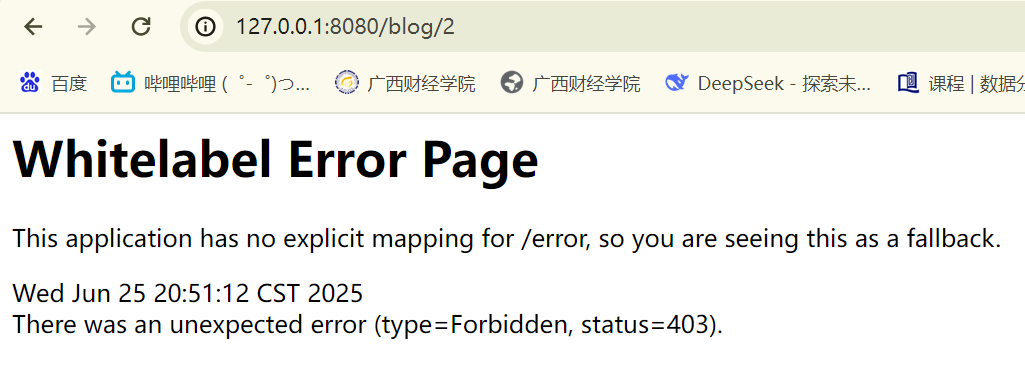 127.0.0.1:8080/blog/2
百度 哔哩哔哩 (゜-゜)つ... 广西财经学院 广西财经学院 DeepSeek - 探索未... 课程 | 数据分
Whitelabel Error Page
This application has no explicit mapping for /error, so you are seeing this as a fallback.
Wed Jun 25 20:51:12 CST 2025
There was an unexpected error (type=Forbidden, status=403).